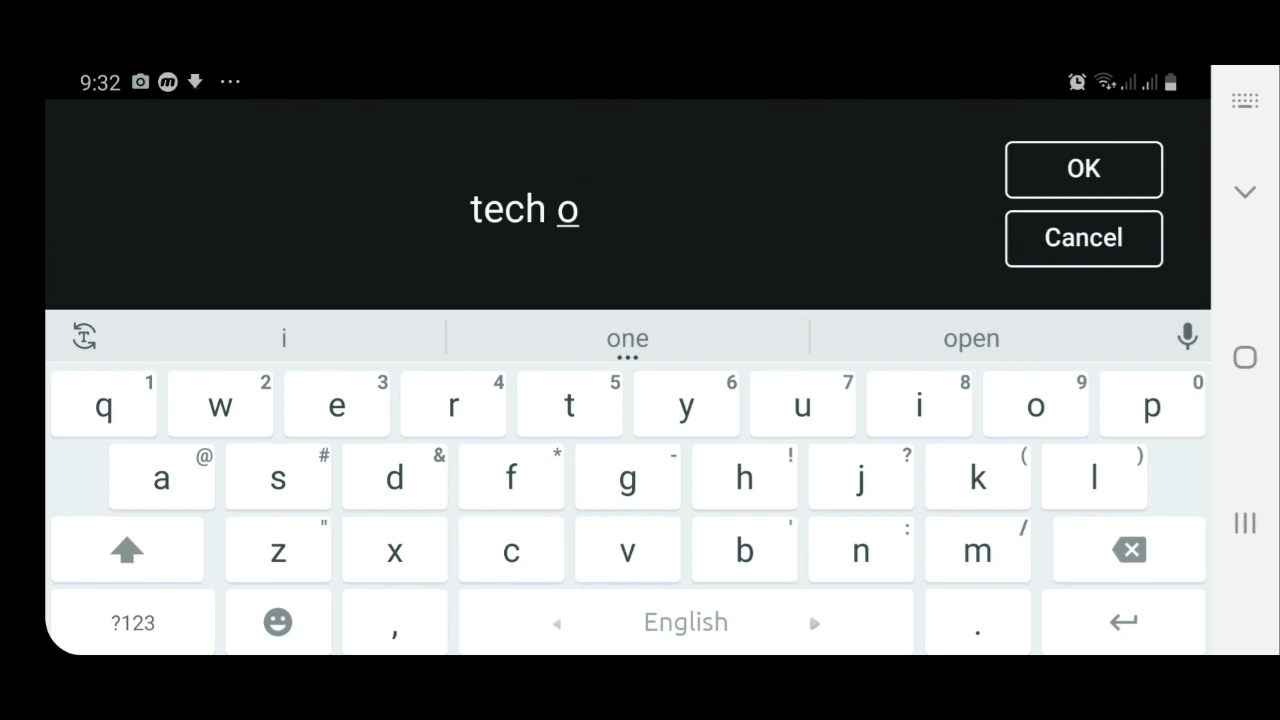 9:32
OK
tech o
Cancel
i one open
1 2 3 4 5 6 7 8 9 0
q w e r t y u i o p
@ # & * - ! ? ( )
a s d f g h j k l
" ' : /
z x c v b n m
?123 , English .